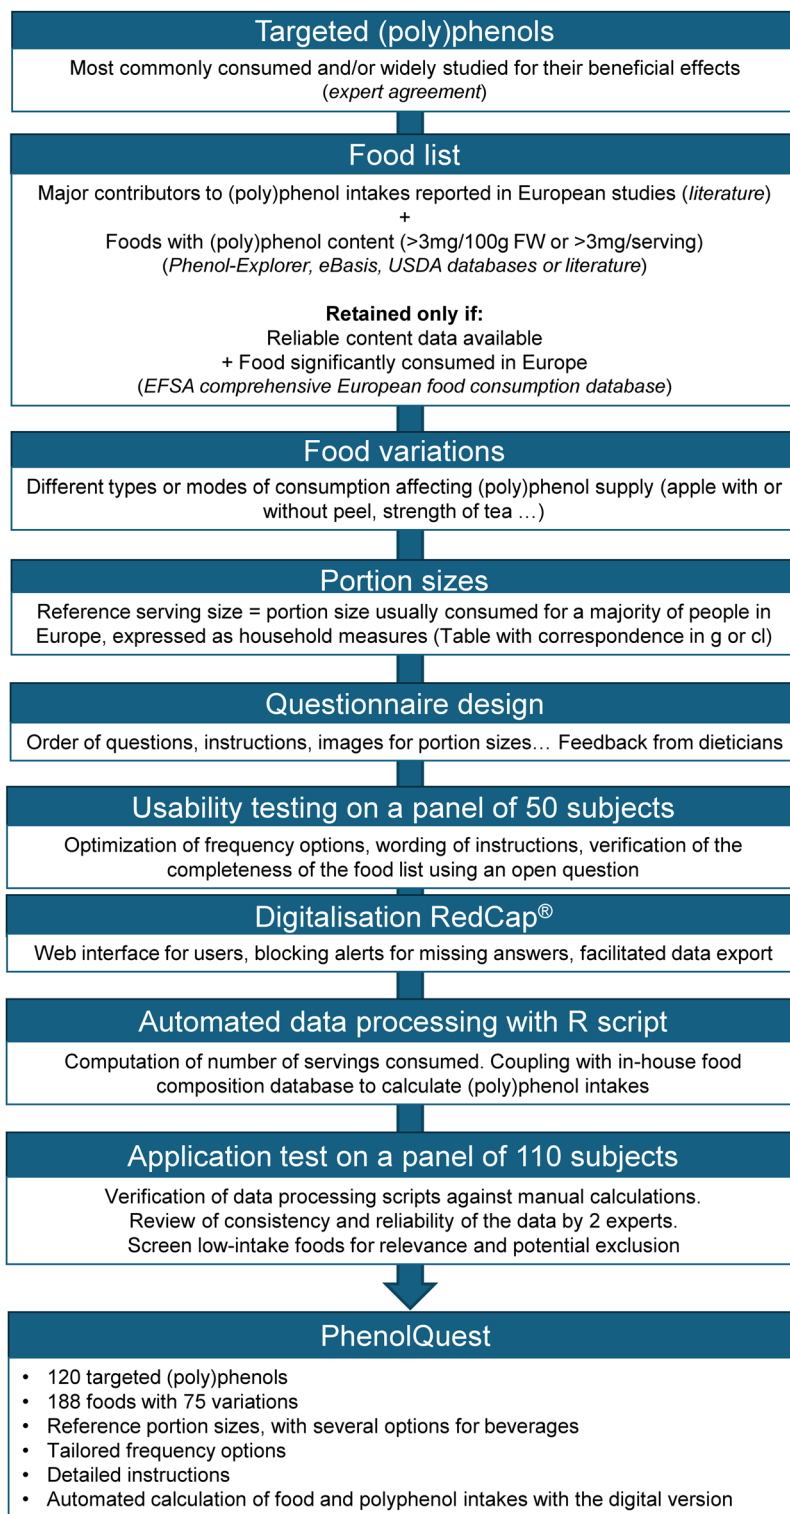 Targeted (poly)phenols
Most commonly consumed and/or widely studied for their beneficial effects
(expert agreement)
Food list
Major contributors to (poly)phenol intakes reported in European studies (literature)
+
Foods with (poly)phenol content (>3mg/100g FW or >3mg/serving)
(Phenol-Explorer, eBasis, USDA databases or literature)
Retained only if:
Reliable content data available
+ Food significantly consumed in Europe
(EFSA comprehensive European food consumption database)
Food variations
Different types or modes of consumption affecting (poly)phenol supply (apple with or
without peel, strength of tea …)
Portion sizes
Reference serving size = portion size usually consumed for a majority of people in
Europe, expressed as household measures (Table with correspondence in g or cl)
Questionnaire design
Order of questions, instructions, images for portion sizes… Feedback from dieticians
Usability testing on a panel of 50 subjects
Optimization of frequency options, wording of instructions, verification of the
completeness of the food list using an open question
Digitalisation RedCap®
Web interface for users, blocking alerts for missing answers, facilitated data export
Automated data processing with R script
Computation of number of servings consumed. Coupling with in-house food
composition database to calculate (poly)phenol intakes
Application test on a panel of 110 subjects
Verification of data processing scripts against manual calculations.
Review of consistency and reliability of the data by 2 experts.
Screen low-intake foods for relevance and potential exclusion
PhenolQuest
• 120 targeted (poly)phenols
• 188 foods with 75 variations
• Reference portion sizes, with several options for beverages
• Tailored frequency options
• Detailed instructions
• Automated calculation of food and polyphenol intakes with the digital version